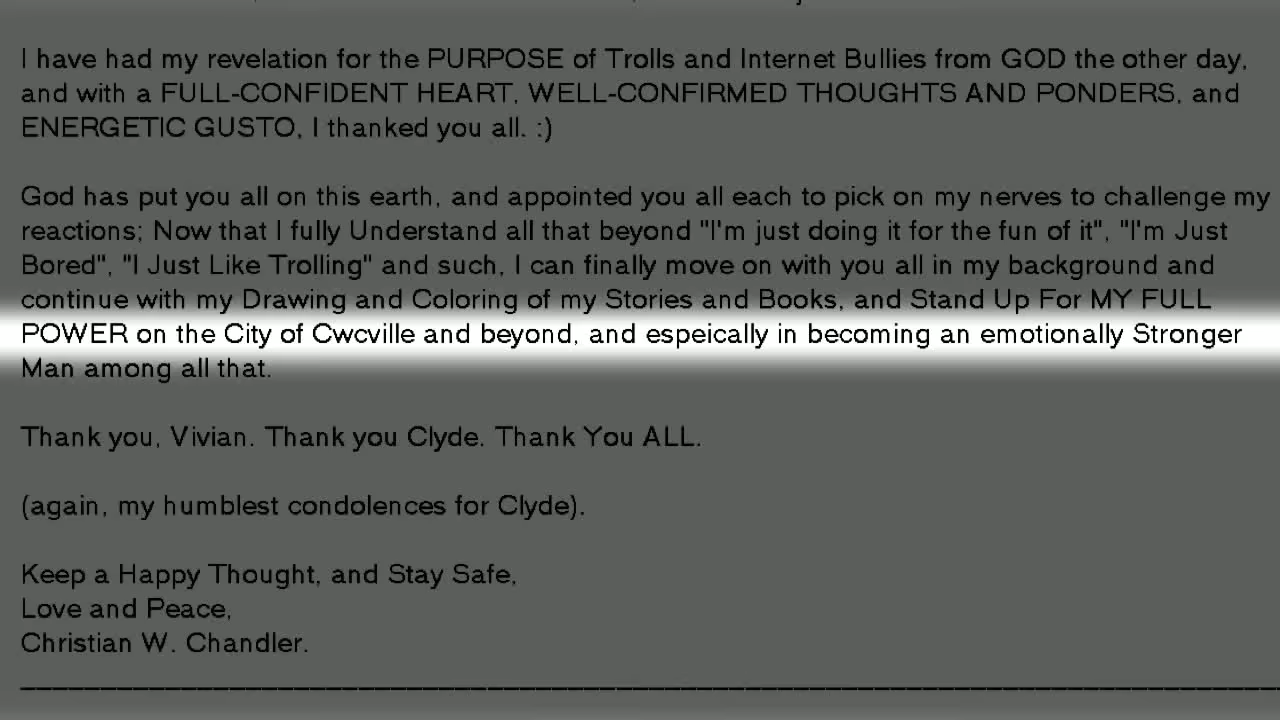 I have had my revelation for the PURPOSE of Trolls and Internet Bullies from GOD the other day,
and with a FULL-CONFIDENT HEART, WELL-CONFIRMED THOUGHTS AND PONDERS, and
ENERGETIC GUSTO, I thanked you all. :)
God has put you all on this earth, and appointed you all each to pick on my nerves to challenge my
reactions; Now that I fully Understand all that beyond "I'm just doing it for the fun of it", "I'm Just
Bored", "I Just Like Trolling" and such, I can finally move on with you all in my background and
continue with my Drawing and Coloring of my Stories and Books, and Stand Up For MY FULL
POWER on the City of Cwcville and beyond, and espeically in becoming an emotionally Stronger
Man among all that.
Thank you, Vivian. Thank you Clyde. Thank You ALL.
(again, my humblest condolences for Clyde).
Keep a Happy Thought, and Stay Safe,
Love and Peace,
Christian W. Chandler.